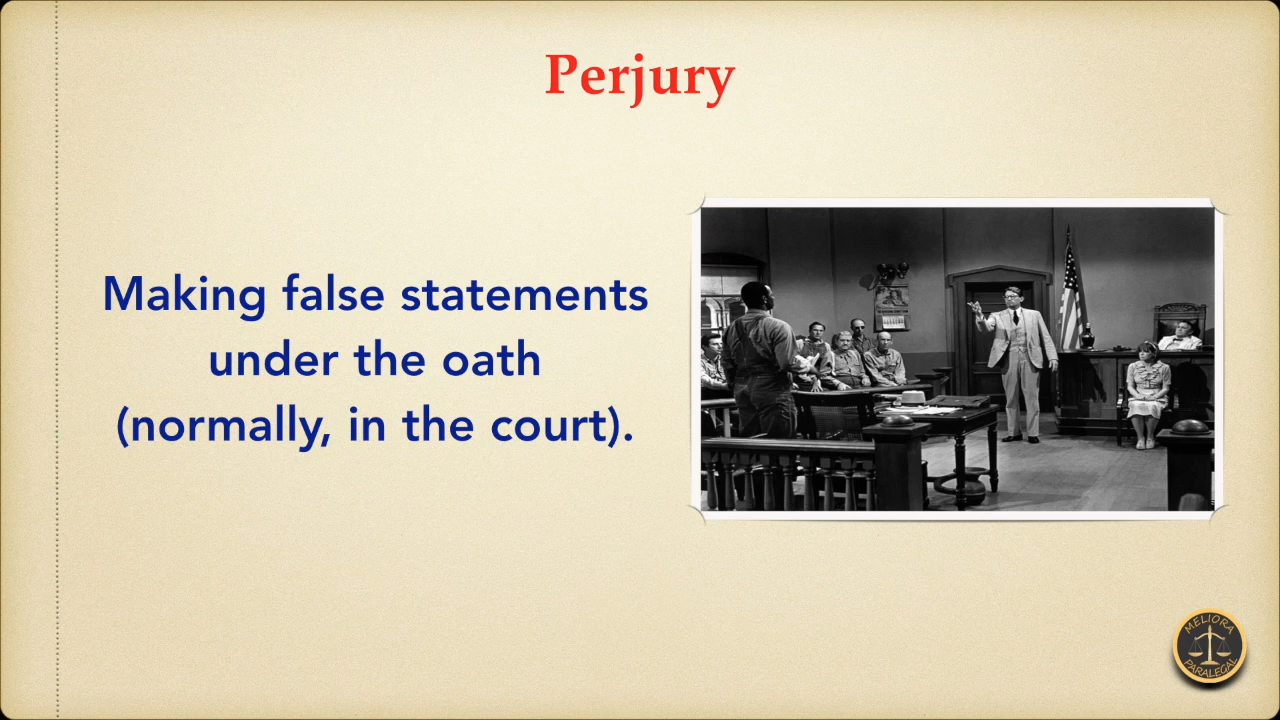 Perjury
Making false statements
under the oath
(normally, in the court).
MELIORA
PARALEGAL